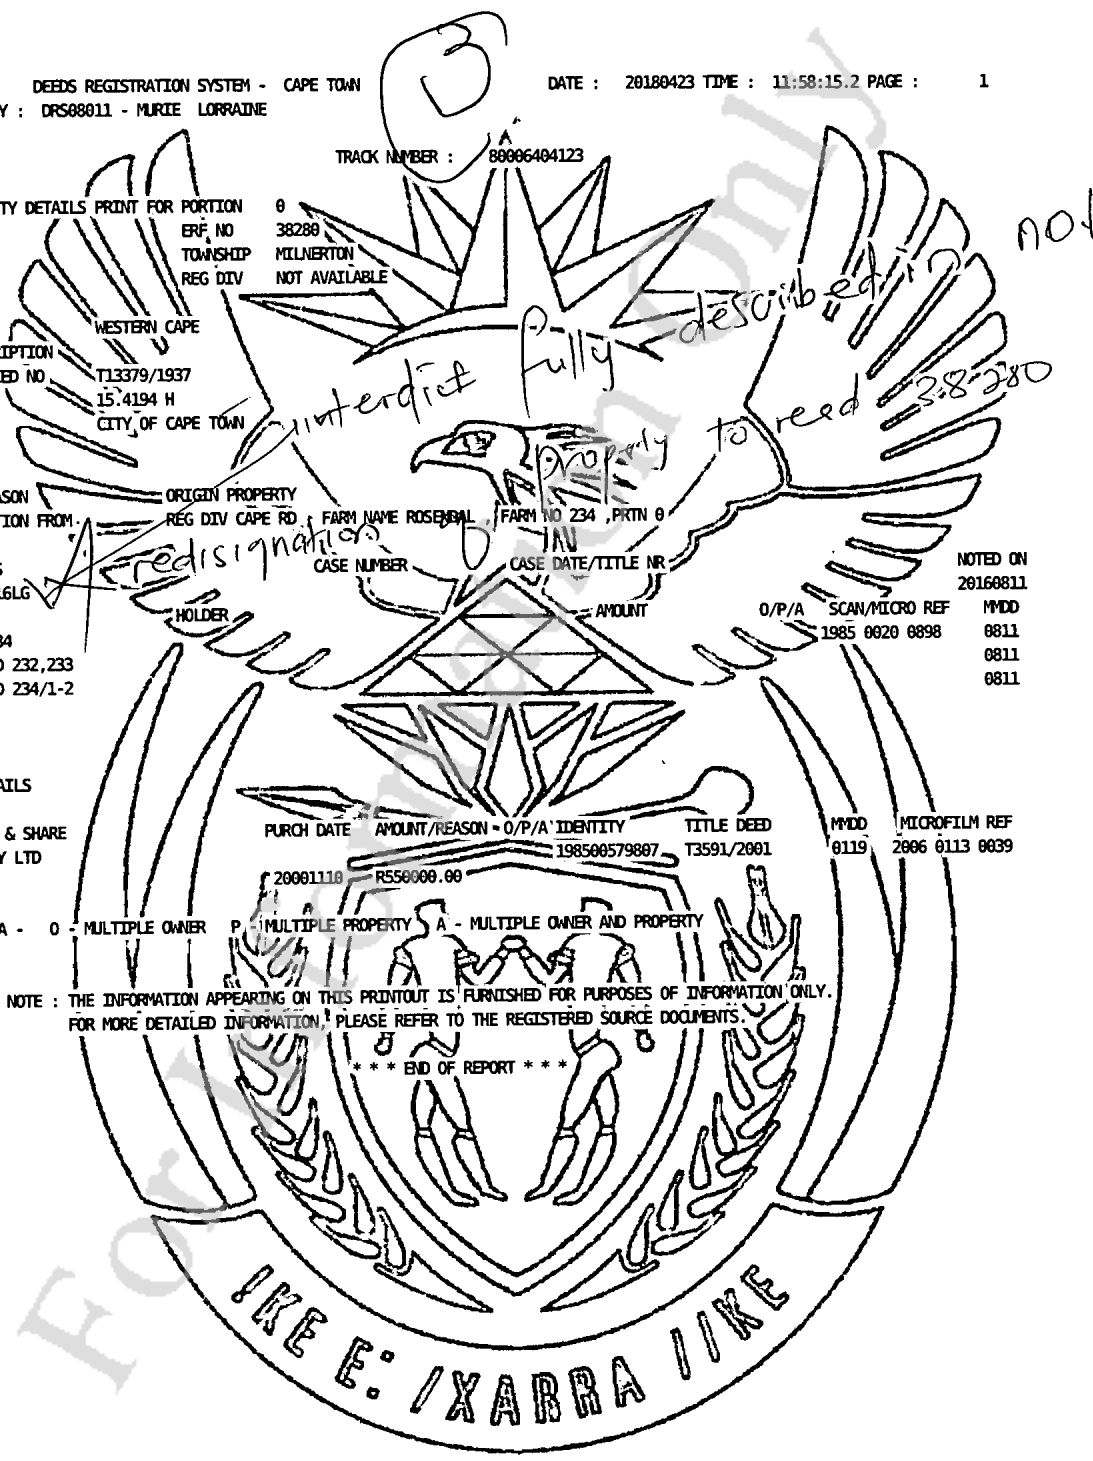 B
DEEDS REGISTRATION SYSTEM - CAPE TOWN DATE : 20180423 TIME : 11:58:15.2 PAGE : 1
Y : DRS08011 - MURIE LORRAINE
TRACK NUMBER : 80006404123
TY DETAILS PRINT FOR PORTION 0
ERF NO 38280
TOWNSHIP MILNERTON
REG DIV NOT AVAILABLE
not
WESTERN CAPE
IPTION
ED NO T13379/1937
15.4194 H
CITY OF CAPE TOWN
interdict fully described in
property to read 38280
ASON ORIGIN PROPERTY
TION FROM REG DIV CAPE RD , FARM NAME ROSENDAL , FARM NO 234 ,PRTN 0
redisignation
S CASE NUMBER CASE DATE/TITLE NR NOTED ON
16LG 20160811
HOLDER AMOUNT O/P/A SCAN/MICRO REF MMDD
34 1985 0020 0898 0811
O 232,233 0811
O 234/1-2 0811
AILS
& SHARE PURCH DATE AMOUNT/REASON - O/P/A IDENTITY TITLE DEED MMDD MICROFILM REF
Y LTD 198500579807 T3591/2001 0119 2006 0113 0039
20001110 R550000.00
A - O - MULTIPLE OWNER P - MULTIPLE PROPERTY A - MULTIPLE OWNER AND PROPERTY
NOTE : THE INFORMATION APPEARING ON THIS PRINTOUT IS FURNISHED FOR PURPOSES OF INFORMATION ONLY.
FOR MORE DETAILED INFORMATION, PLEASE REFER TO THE REGISTERED SOURCE DOCUMENTS.
* * * END OF REPORT * * *
!KE E: /XARRA //KE
For Information Only